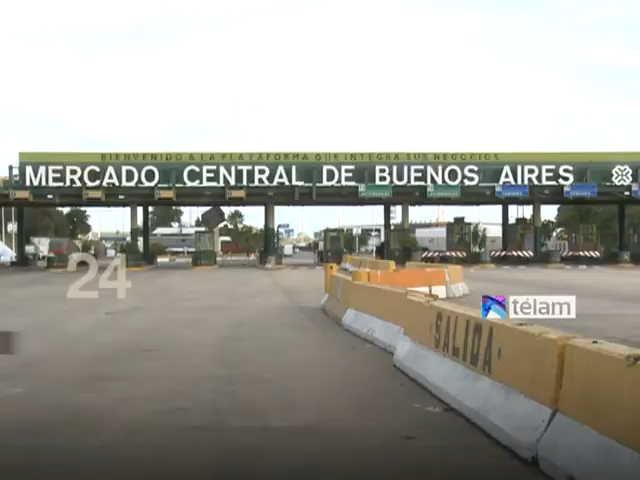 BIENVENIDO A LA PLATAFORMA QUE INTEGRA SUS NEGOCIOS
MERCADO CENTRAL DE BUENOS AIRES
24
télam
SALIDA